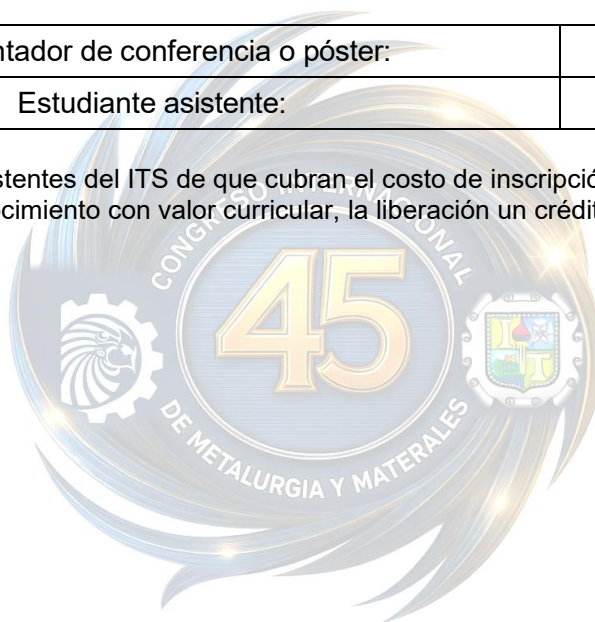 ntador de conferencia o póster:
Estudiante asistente:
stentes del ITS de que cubran el costo de inscripció
ocimiento con valor curricular, la liberación un crédit
CONGRESO INTERNACIONAL
45
DE METALURGIA Y MATERIALES
I T